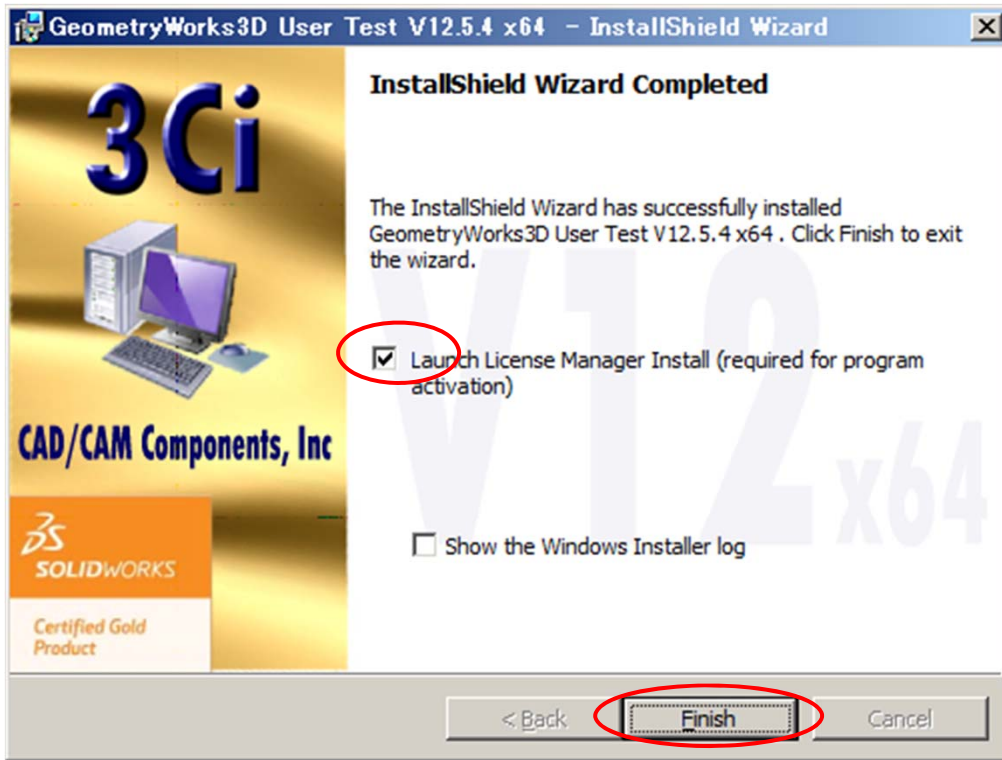 GeometryWorks3D User Test V12.5.4 x64 - InstallShield Wizard
3Ci
CAD/CAM Components, Inc
3S
SOLIDWORKS
Certified Gold
Product
InstallShield Wizard Completed
The InstallShield Wizard has successfully installed
GeometryWorks3D User Test V12.5.4 x64 . Click Finish to exit
the wizard.
Launch License Manager Install (required for program
activation)
Show the Windows Installer log
V12
x64
< Back
Finish
Cancel